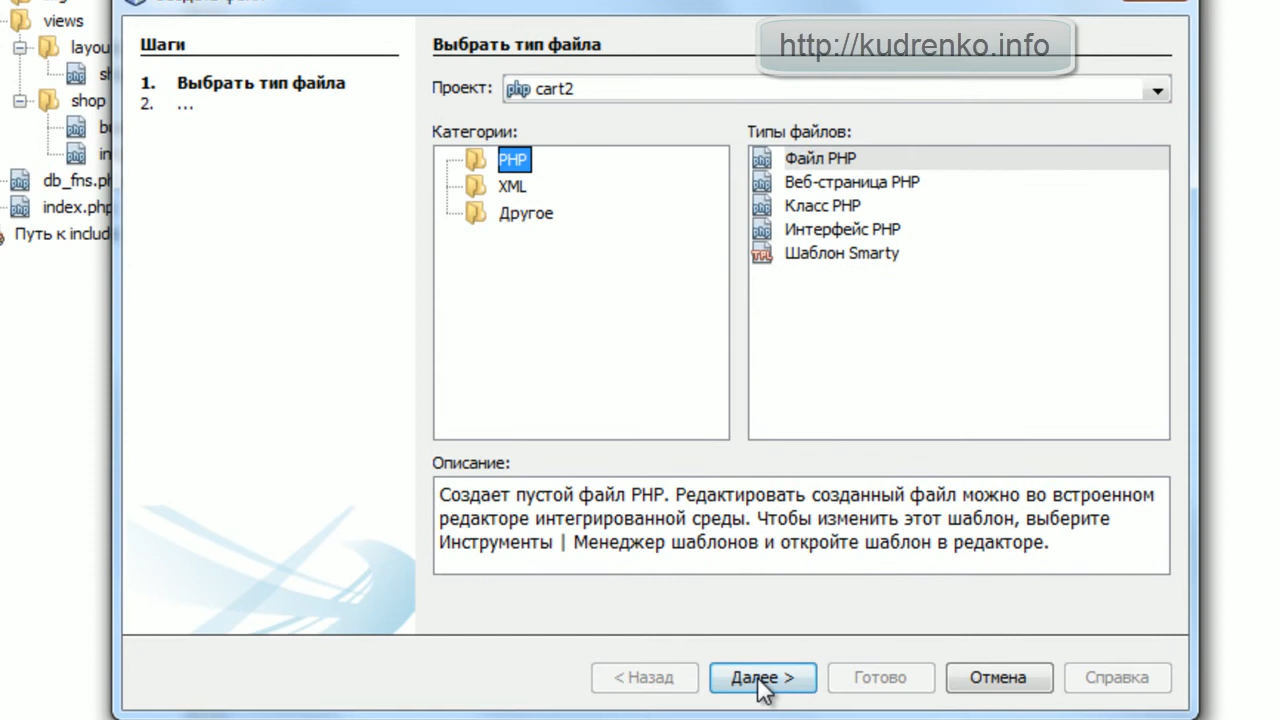 views
shop
db_fns.ph
index.php
Путь к includ
http://kudrenko.info
Шаги
1. Выбрать тип файла
2. ...
Выбрать тип файла
Проект: cart2
Категории:
PHP
XML
Другое
Типы файлов:
Файл PHP
Веб-страница PHP
Класс PHP
Интерфейс PHP
Шаблон Smarty
Описание:
Создает пустой файл PHP. Редактировать созданный файл можно во встроенном
редакторе интегрированной среды. Чтобы изменить этот шаблон, выберите
Инструменты | Менеджер шаблонов и откройте шаблон в редакторе.
< Назад
Далее >
Готово
Отмена
Справка